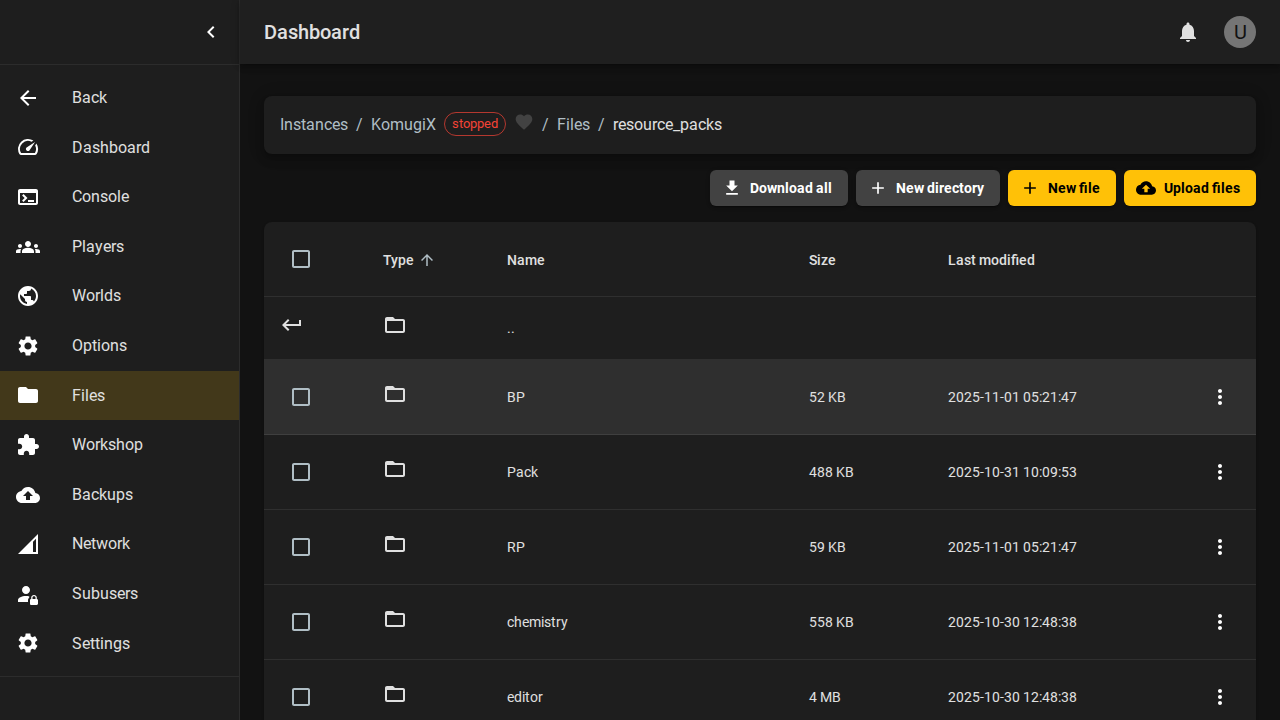 Dashboard
U
Back
Dashboard
Console
Players
Worlds
Options
Files
Workshop
Backups
Network
Subusers
Settings
Instances / KomugiX stopped / Files / resource_packs
Download all New directory New file Upload files
Type Name Size Last modified
..
BP 52 KB 2025-11-01 05:21:47
Pack 488 KB 2025-10-31 10:09:53
RP 59 KB 2025-11-01 05:21:47
chemistry 558 KB 2025-10-30 12:48:38
editor 4 MB 2025-10-30 12:48:38